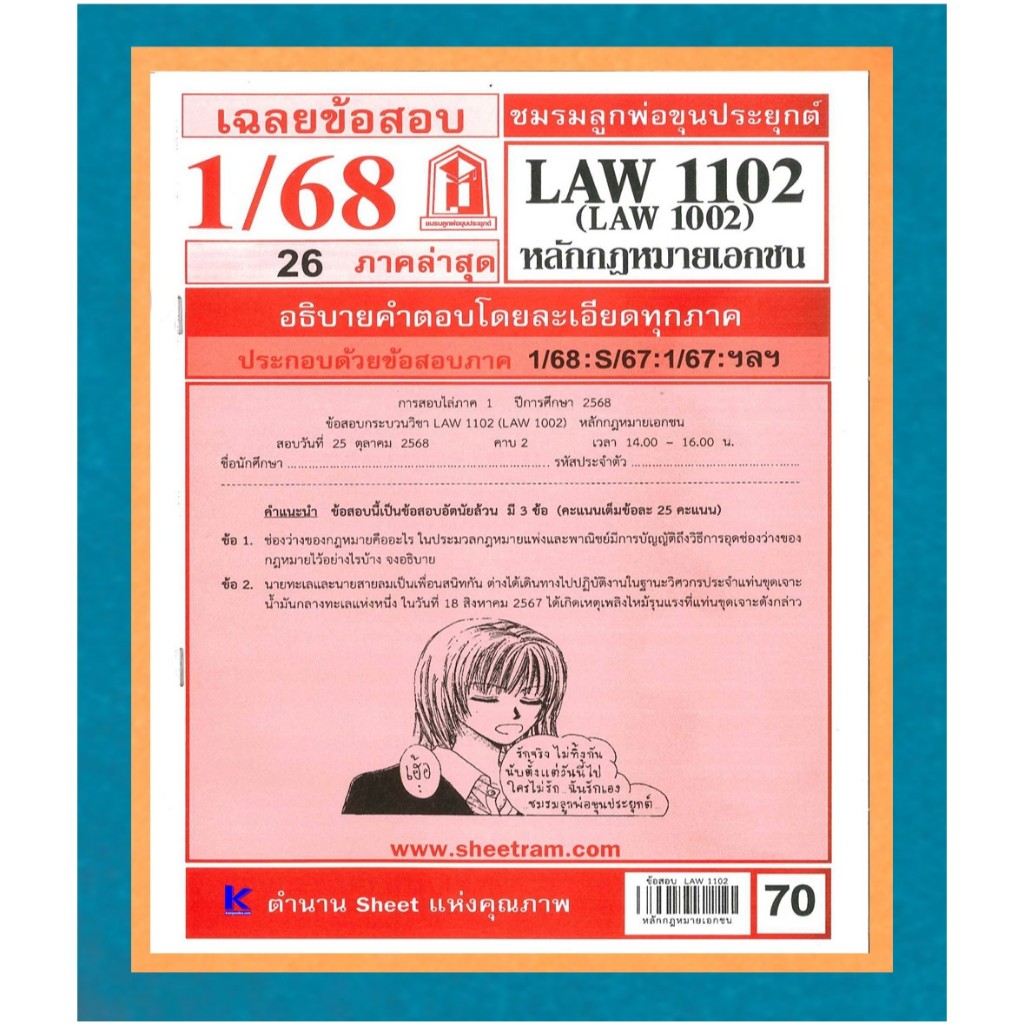 เฉลยข้อสอบ
1/68
ชมรมลูกพ่อขุนประยุกต์
26 ภาคล่าสุด
ชมรมลูกพ่อขุนประยุกต์
LAW 1102
(LAW 1002)
หลักกฎหมายเอกชน
อธิบายคำตอบโดยละเอียดทุกภาค
ประกอบด้วยข้อสอบภาค 1/68:S/67:1/67:ฯลฯ
การสอบไล่ภาค 1 ปีการศึกษา 2568
ข้อสอบกระบวนวิชา LAW 1102 (LAW 1002) หลักกฎหมายเอกชน
สอบวันที่ 25 ตุลาคม 2568 คาบ 2 เวลา 14.00 – 16.00 น.
ชื่อนักศึกษา ........................................................ รหัสประจำตัว ........................................
คำแนะนำ ข้อสอบนี้เป็นข้อสอบอัตนัยล้วน มี 3 ข้อ (คะแนนเต็มข้อละ 25 คะแนน)
ข้อ 1. ช่องว่างของกฎหมายคืออะไร ในประมวลกฎหมายแพ่งและพาณิชย์มีการบัญญัติถึงวิธีการอุดช่องว่างของ
กฎหมายไว้อย่างไรบ้าง จงอธิบาย
ข้อ 2. นายทะเลและนายสายลมเป็นเพื่อนสนิทกัน ต่างได้เดินทางไปปฏิบัติงานในฐานะวิศวกรประจำแท่นขุดเจาะ
น้ำมันกลางทะเลแห่งหนึ่ง ในวันที่ 18 สิงหาคม 2567 ได้เกิดเหตุเพลิงไหม้รุนแรงที่แท่นขุดเจาะดังกล่าว
เฮ้อ
รักจริง ไม่ทิ้งกัน
นับตั้งแต่วันนี้ไป
ใครไม่รัก..ฉันรักเอง
..ชมรมลูกพ่อขุนประยุกต์..
www.sheetram.com
K
ตำนาน Sheet แห่งคุณภาพ
ข้อสอบ LAW 1102
หลักกฎหมายเอกชน
70